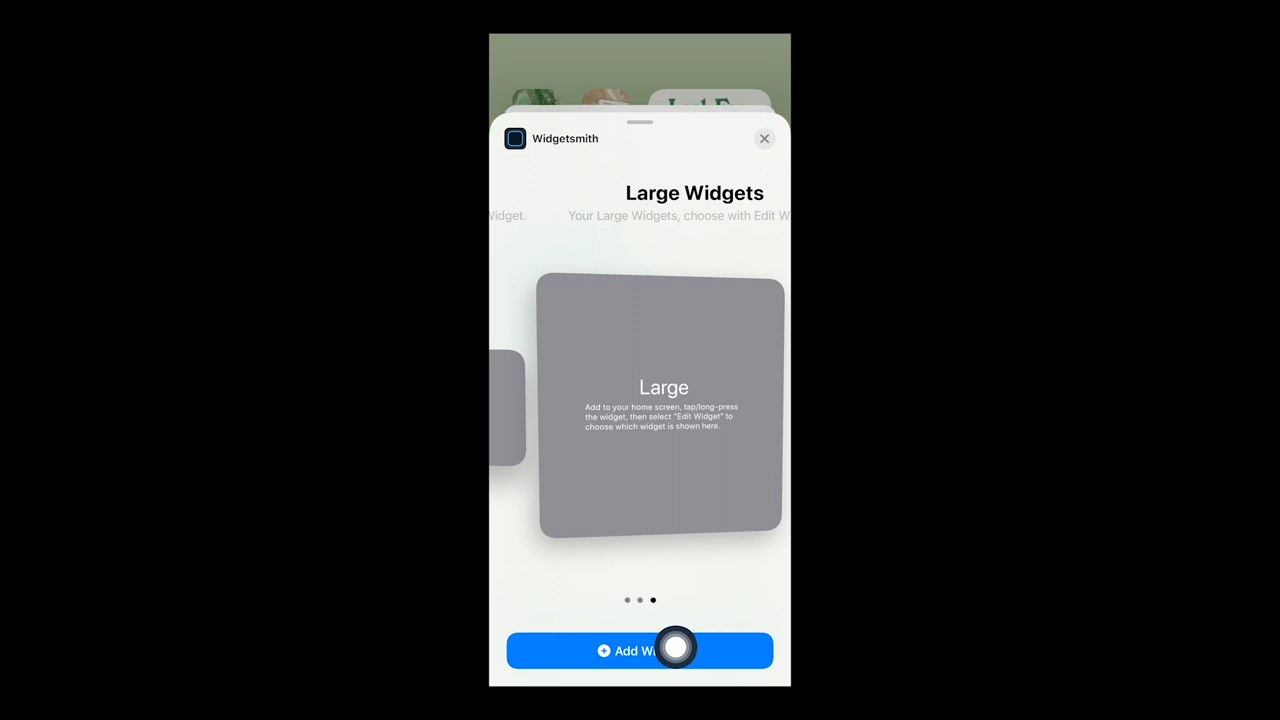 Widgetsmith
Large Widgets
Widget.
Your Large Widgets, choose with Edit
Large
Add to your home screen, tap/long-press
the widget, then select "Edit Widget" to
choose which widget is shown here.
Add